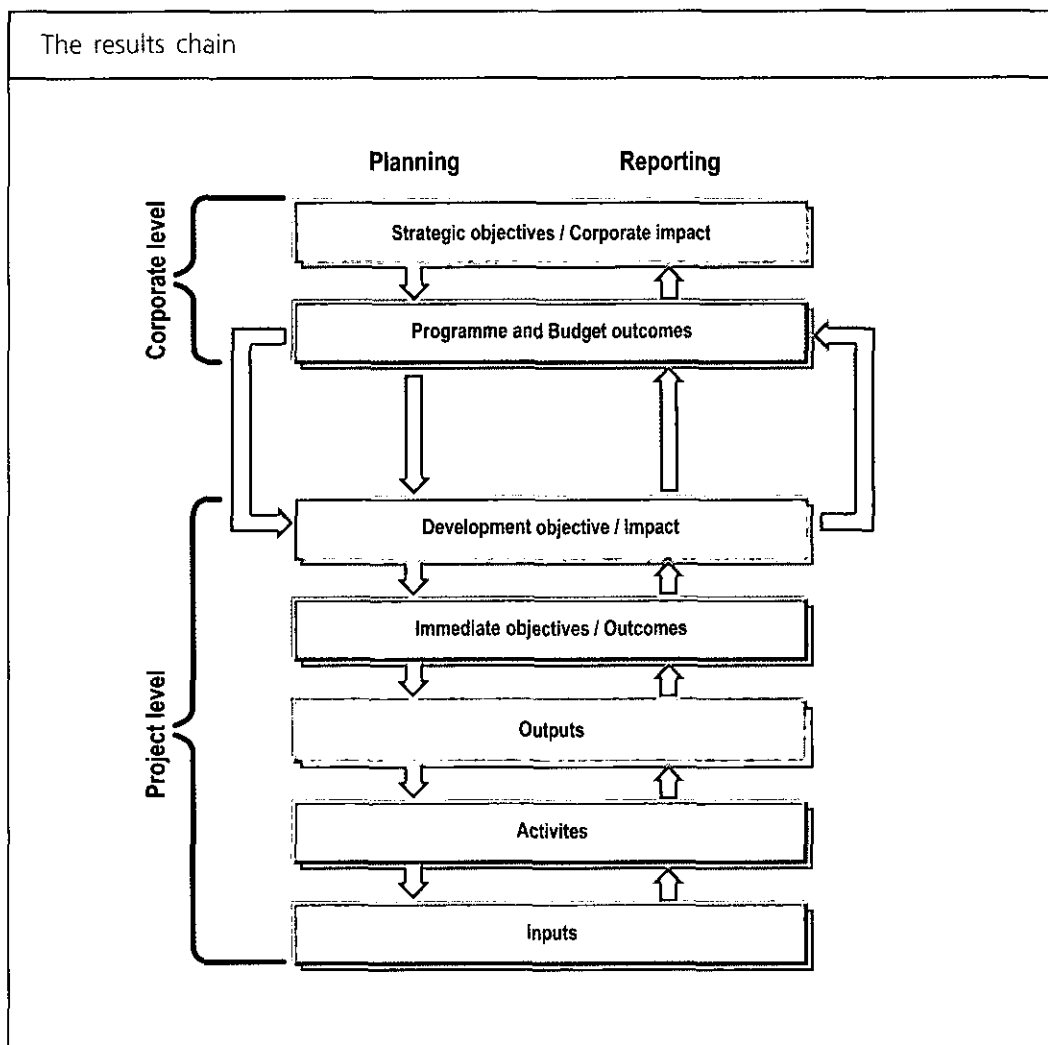 The results chain
Planning
Reporting
Corporate level
Strategic objectives / Corporate impact
Programme and Budget outcomes
Project level
Development objective / Impact
Immediate objectives / Outcomes
Outputs
Activites
Inputs